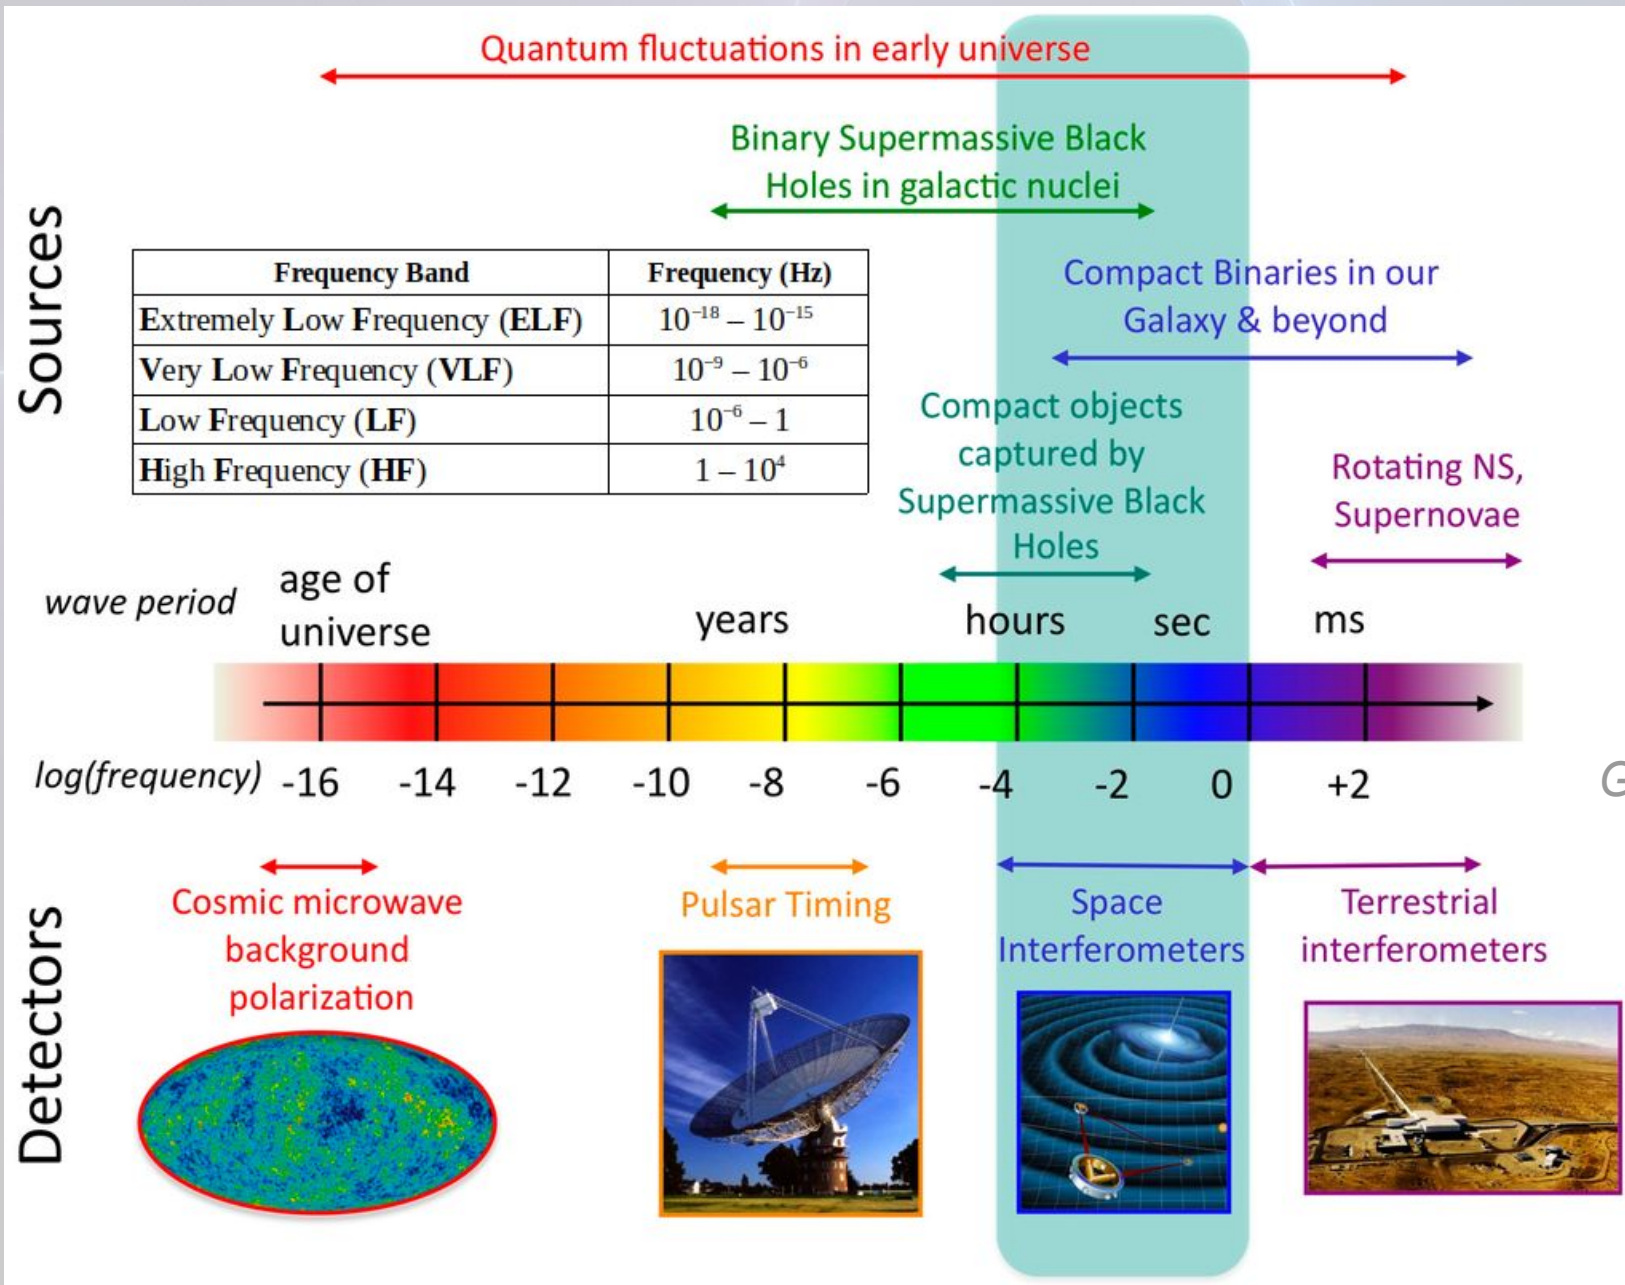 Quantum fluctuations in early universe
Binary Supermassive Black
Holes in galactic nuclei
Sources
Frequency Band Frequency (Hz)
Extremely Low Frequency (ELF) 10⁻¹⁸ – 10⁻¹⁵
Very Low Frequency (VLF) 10⁻⁹ – 10⁻⁶
Low Frequency (LF) 10⁻⁶ – 1
High Frequency (HF) 1 – 10⁴
Compact Binaries in our
Galaxy & beyond
Compact objects
captured by
Supermassive Black
Holes
Rotating NS,
Supernovae
wave period
age of
universe
years
hours
sec
ms
log(frequency) -16 -14 -12 -10 -8 -6 -4 -2 0 +2
G
Detectors
Cosmic microwave
background
polarization
Pulsar Timing
Space
Interferometers
Terrestrial
interferometers